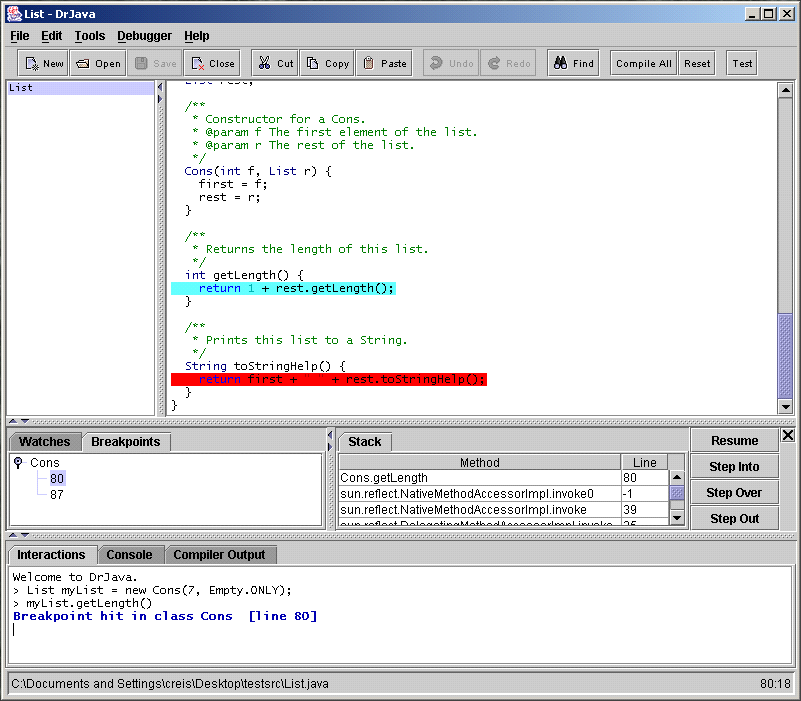 List - DrJava
File Edit Tools Debugger Help
New Open Save Close Cut Copy Paste Undo Redo Find Compile All Reset Test
List
List rest;
/**
* Constructor for a Cons.
* @param f The first element of the list.
* @param r The rest of the list.
*/
Cons(int f, List r) {
first = f;
rest = r;
}
/**
* Returns the length of this list.
*/
int getLength() {
return 1 + rest.getLength();
}
/**
* Prints this list to a String.
*/
String toStringHelp() {
return first + + rest.toStringHelp();
}
}
Watches Breakpoints
Cons
80
87
Stack
Method Line
Cons.getLength 80
sun.reflect.NativeMethodAccessorImpl.invoke0 -1
sun.reflect.NativeMethodAccessorImpl.invoke 39
sun.reflect.DelegatingMethodAccessorImpl.invoke 25
Resume
Step Into
Step Over
Step Out
Interactions Console Compiler Output
Welcome to DrJava.
> List myList = new Cons(7, Empty.ONLY);
> myList.getLength()
Breakpoint hit in class Cons [line 80]
C:\Documents and Settings\creis\Desktop\testsrc\List.java 80:18